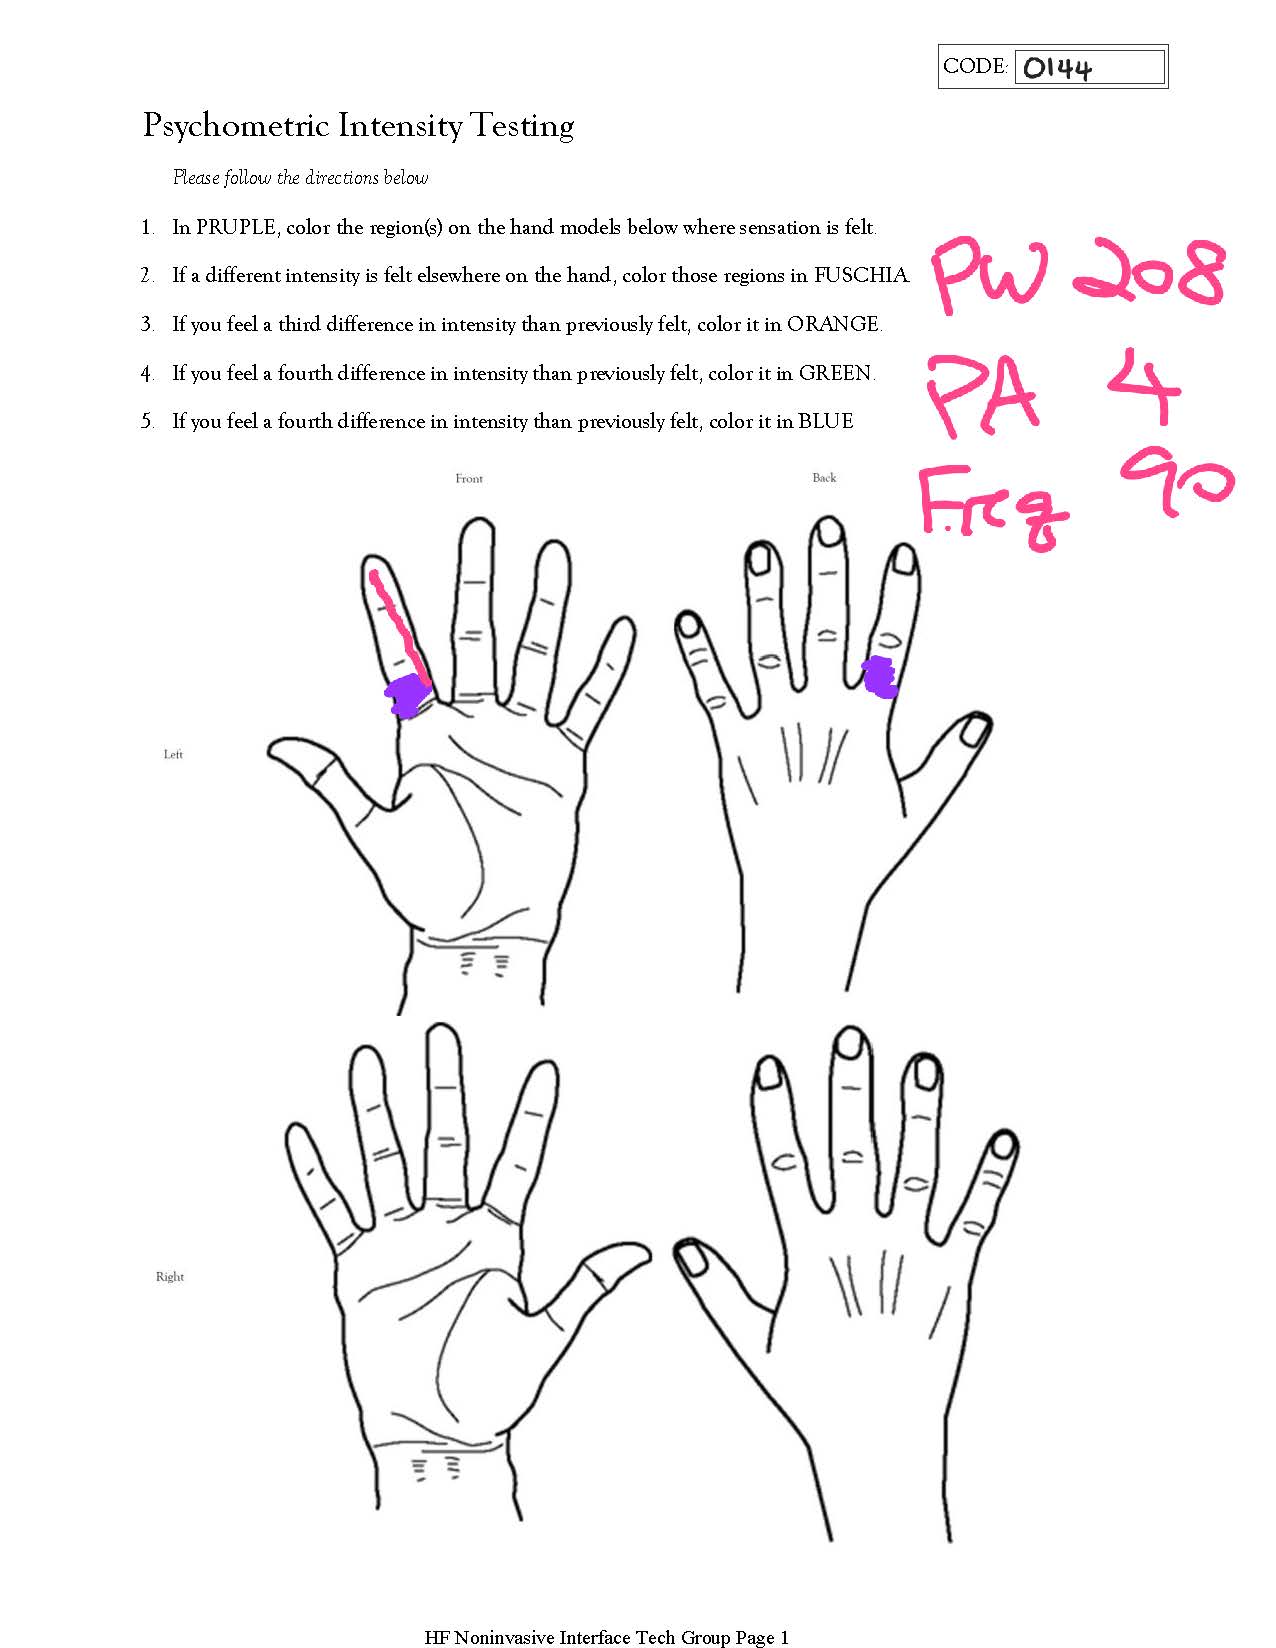 CODE: 0144
Psychometric Intensity Testing
Please follow the directions below
1. In PRUPLE, color the region(s) on the hand models below where sensation is felt.
2. If a different intensity is felt elsewhere on the hand, color those regions in FUSCHIA.
3. If you feel a third difference in intensity than previously felt, color it in ORANGE.
4. If you feel a fourth difference in intensity than previously felt, color it in GREEN.
5. If you feel a fourth difference in intensity than previously felt, color it in BLUE
PW 208
PA 4
Freq 90
Front
Back
Left
Right
HF Noninvasive Interface Tech Group Page 1